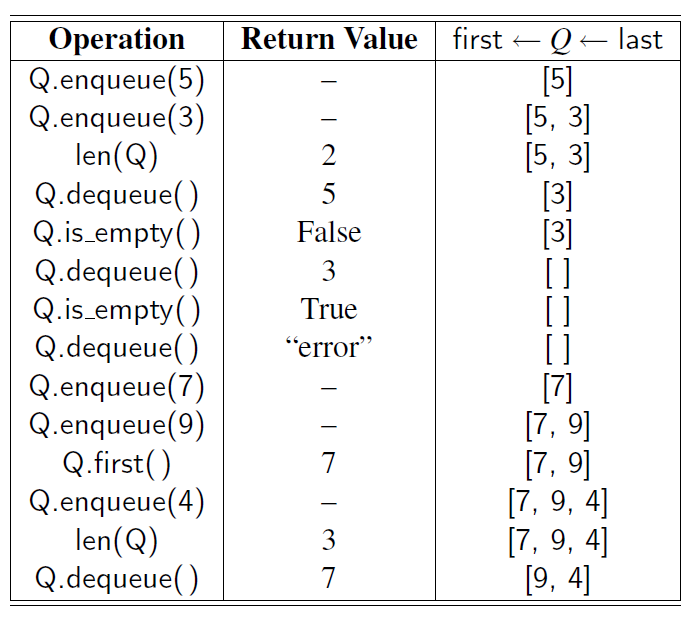 Operation Return Value first ← Q ← last
Q.enqueue(5) – [5]
Q.enqueue(3) – [5, 3]
len(Q) 2 [5, 3]
Q.dequeue( ) 5 [3]
Q.is_empty( ) False [3]
Q.dequeue( ) 3 [ ]
Q.is_empty( ) True [ ]
Q.dequeue( ) “error” [ ]
Q.enqueue(7) – [7]
Q.enqueue(9) – [7, 9]
Q.first( ) 7 [7, 9]
Q.enqueue(4) – [7, 9, 4]
len(Q) 3 [7, 9, 4]
Q.dequeue( ) 7 [9, 4]